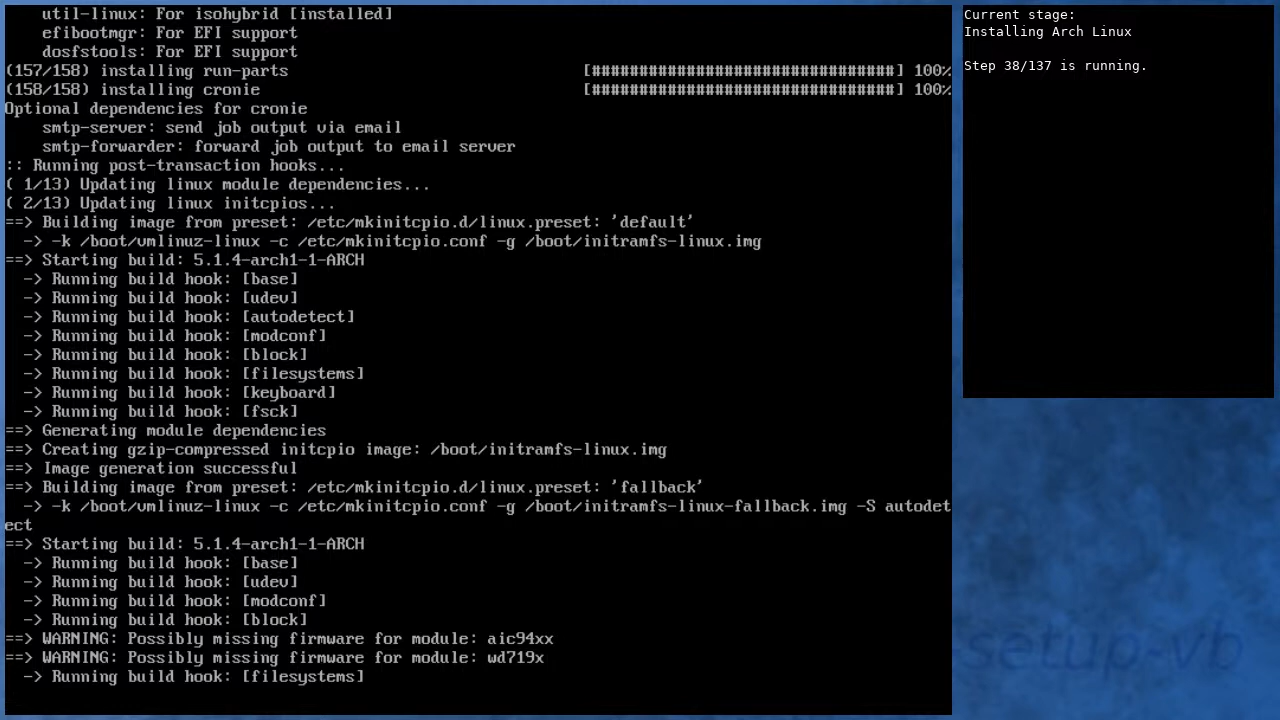 util-linux: For isohybrid [installed]
    efibootmgr: For EFI support
    dosfstools: For EFI support
(157/158) installing run-parts                               [################################] 100%
(158/158) installing cronie                                  [################################] 100%
Optional dependencies for cronie
    smtp-server: send job output via email
    smtp-forwarder: forward job output to email server
:: Running post-transaction hooks...
( 1/13) Updating linux module dependencies...
( 2/13) Updating linux initcpios...
==> Building image from preset: /etc/mkinitcpio.d/linux.preset: 'default'
  -> -k /boot/vmlinuz-linux -c /etc/mkinitcpio.conf -g /boot/initramfs-linux.img
==> Starting build: 5.1.4-arch1-1-ARCH
  -> Running build hook: [base]
  -> Running build hook: [udev]
  -> Running build hook: [autodetect]
  -> Running build hook: [modconf]
  -> Running build hook: [block]
  -> Running build hook: [filesystems]
  -> Running build hook: [keyboard]
  -> Running build hook: [fsck]
==> Generating module dependencies
==> Creating gzip-compressed initcpio image: /boot/initramfs-linux.img
==> Image generation successful
==> Building image from preset: /etc/mkinitcpio.d/linux.preset: 'fallback'
  -> -k /boot/vmlinuz-linux -c /etc/mkinitcpio.conf -g /boot/initramfs-linux-fallback.img -S autodet
ect
==> Starting build: 5.1.4-arch1-1-ARCH
  -> Running build hook: [base]
  -> Running build hook: [udev]
  -> Running build hook: [modconf]
  -> Running build hook: [block]
==> WARNING: Possibly missing firmware for module: aic94xx
==> WARNING: Possibly missing firmware for module: wd719x
  -> Running build hook: [filesystems]
Current stage:
Installing Arch Linux
Step 38/137 is running.
-setup-vb